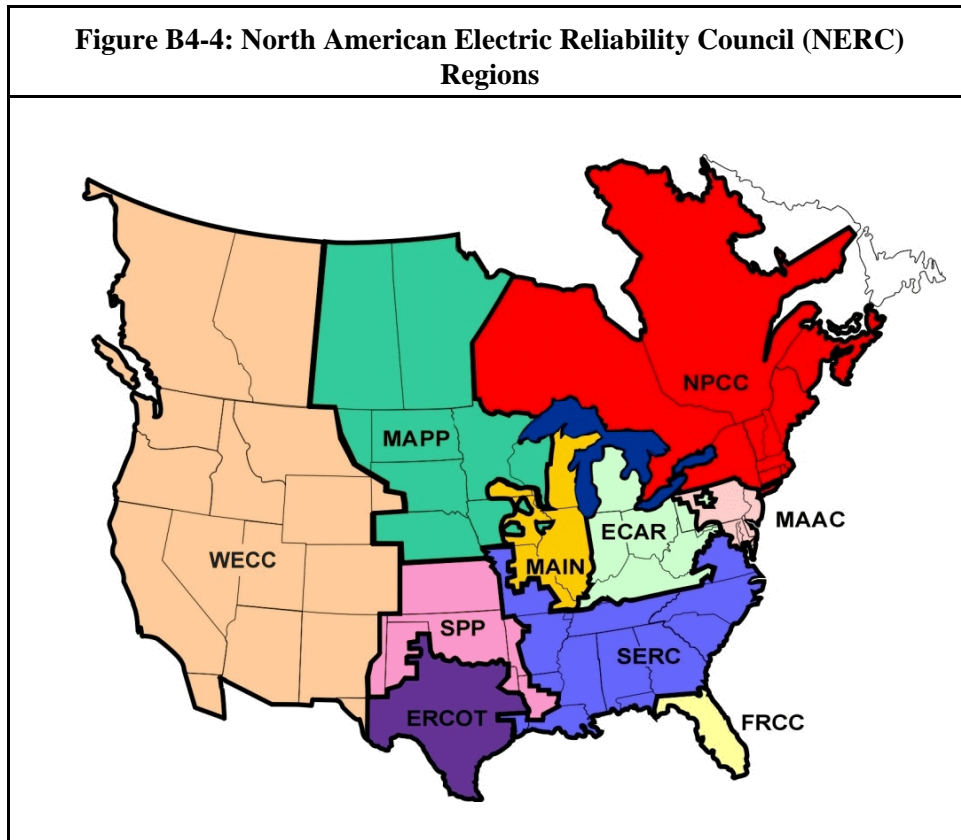 Figure B4-4: North American Electric Reliability Council (NERC)
Regions
NPCC
MAPP
MAAC
ECAR
WECC
MAIN
SPP
SERC
ERCOT
FRCC